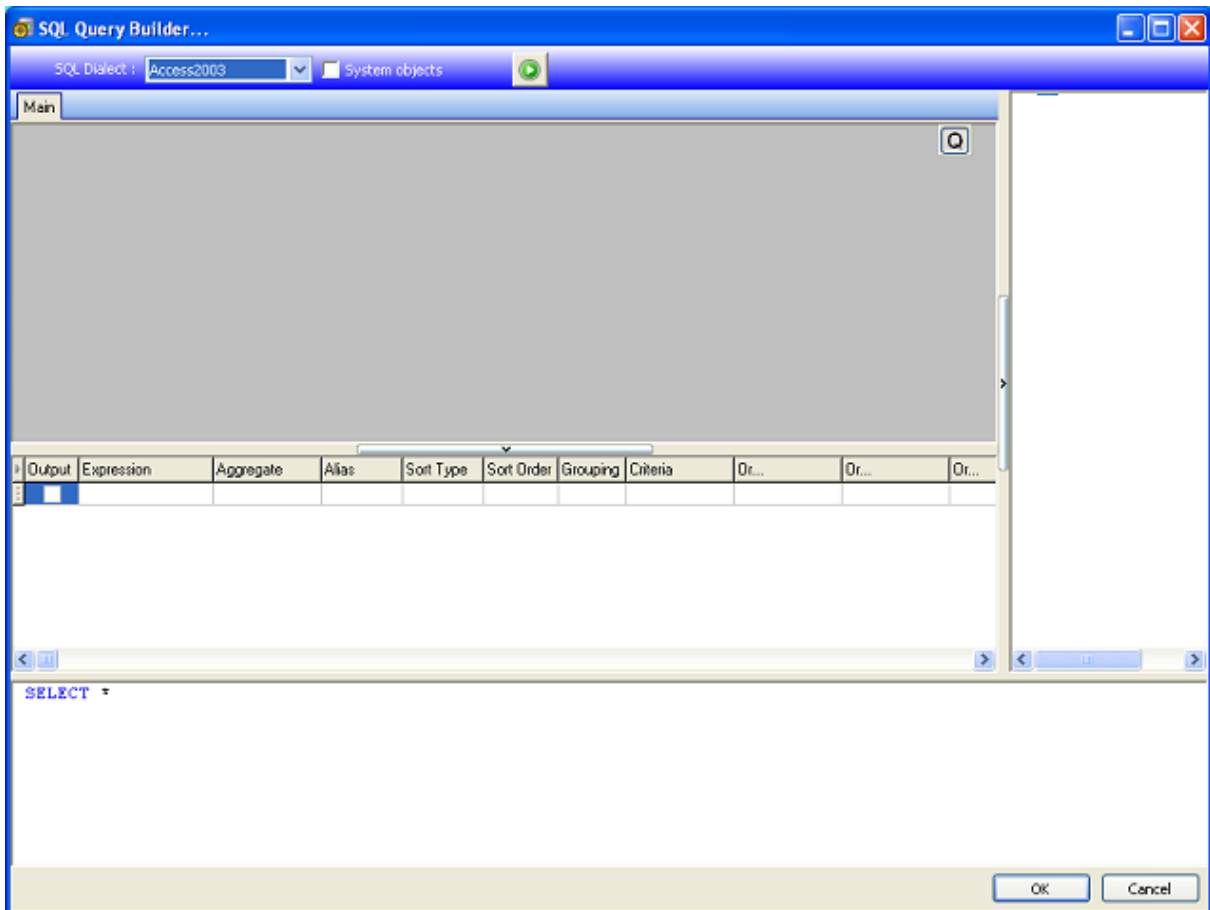 SQL Query Builder...
SQL Dialect : Access2003 System objects
Main
Q
Output Expression Aggregate Alias Sort Type Sort Order Grouping Criteria Or... Or... Or...
SELECT *
OK Cancel